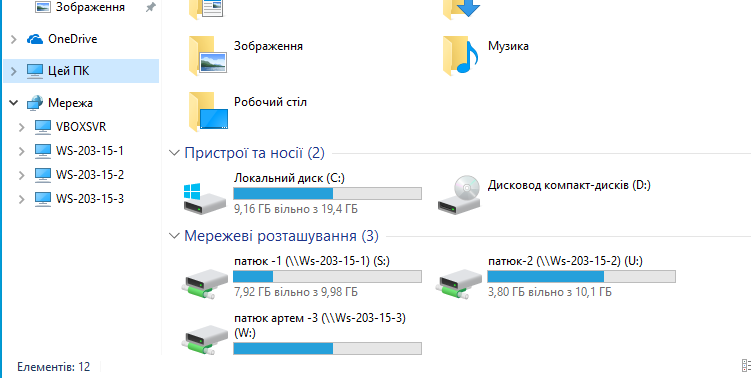 Зображення
OneDrive
Цей ПК
Мережа
VBOXSVR
WS-203-15-1
WS-203-15-2
WS-203-15-3
Зображення
Музика
Робочий стіл
Пристрої та носії (2)
Локальний диск (C:)
9,16 ГБ вільно з 19,4 ГБ
Дисковод компакт-дисків (D:)
Мережеві розташування (3)
патюк -1 (\\Ws-203-15-1) (S:)
7,92 ГБ вільно з 9,98 ГБ
патюк-2 (\\Ws-203-15-2) (U:)
3,80 ГБ вільно з 10,1 ГБ
патюк артем -3 (\\Ws-203-15-3)
(W:)
Елементів: 12